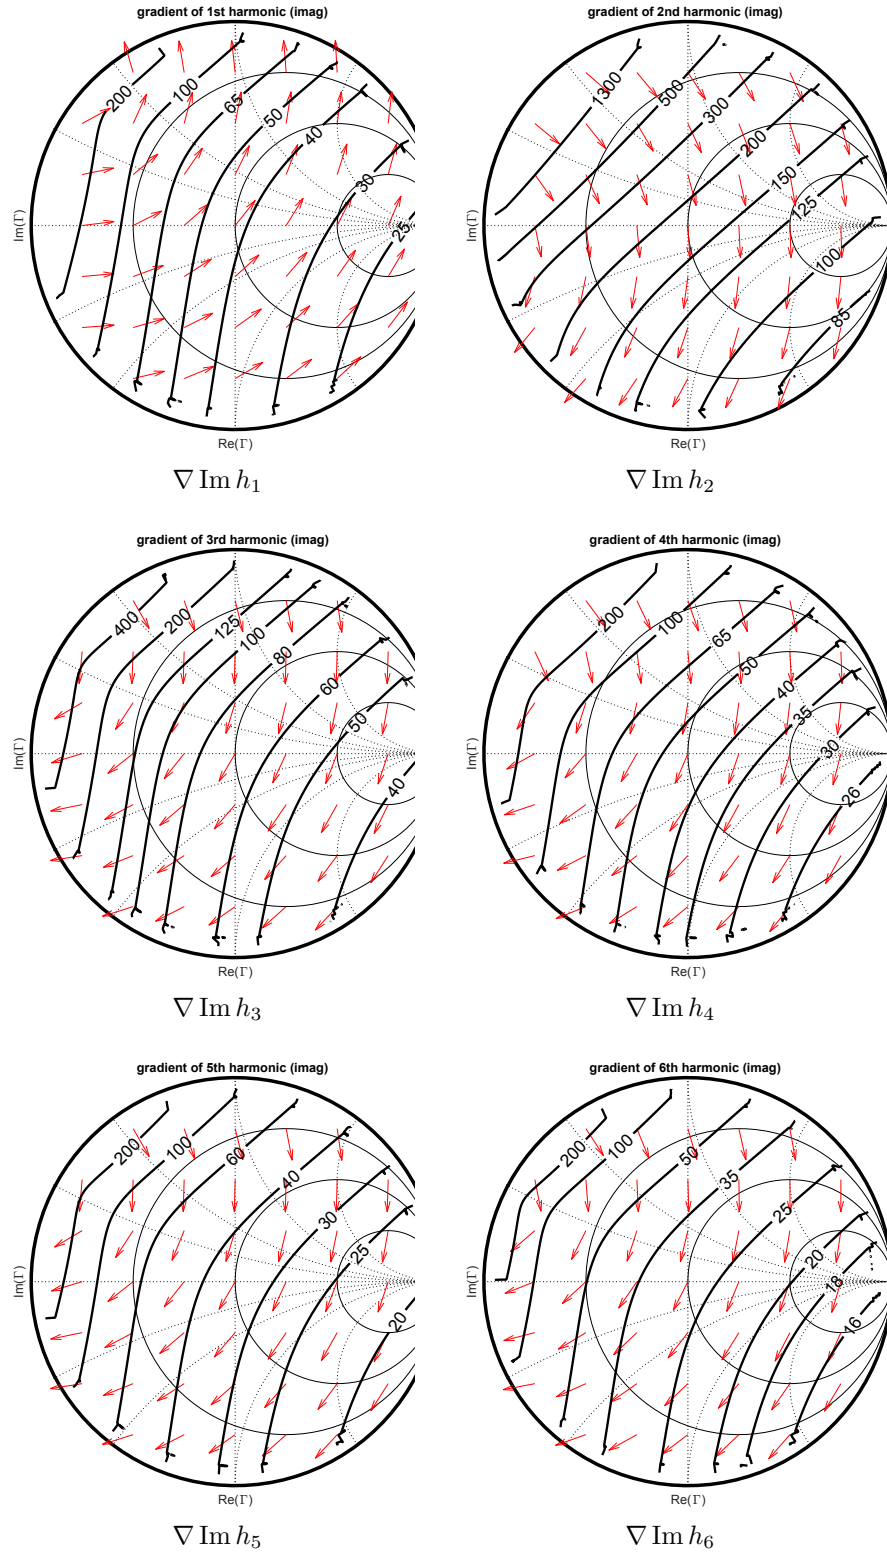 gradient of 1st harmonic (imag)
200
100
65
50
40
30
25
Im(Γ)
Re(Γ)
∇ Im h₁
gradient of 2nd harmonic (imag)
1300
500
300
200
150
125
100
85
Im(Γ)
Re(Γ)
∇ Im h₂
gradient of 3rd harmonic (imag)
400
200
125
100
80
60
50
40
Im(Γ)
Re(Γ)
∇ Im h₃
gradient of 4th harmonic (imag)
200
100
65
50
40
35
30
26
Im(Γ)
Re(Γ)
∇ Im h₄
gradient of 5th harmonic (imag)
200
100
60
40
30
25
20
Im(Γ)
Re(Γ)
∇ Im h₅
gradient of 6th harmonic (imag)
200
100
50
35
25
20
18
16
Im(Γ)
Re(Γ)
∇ Im h₆